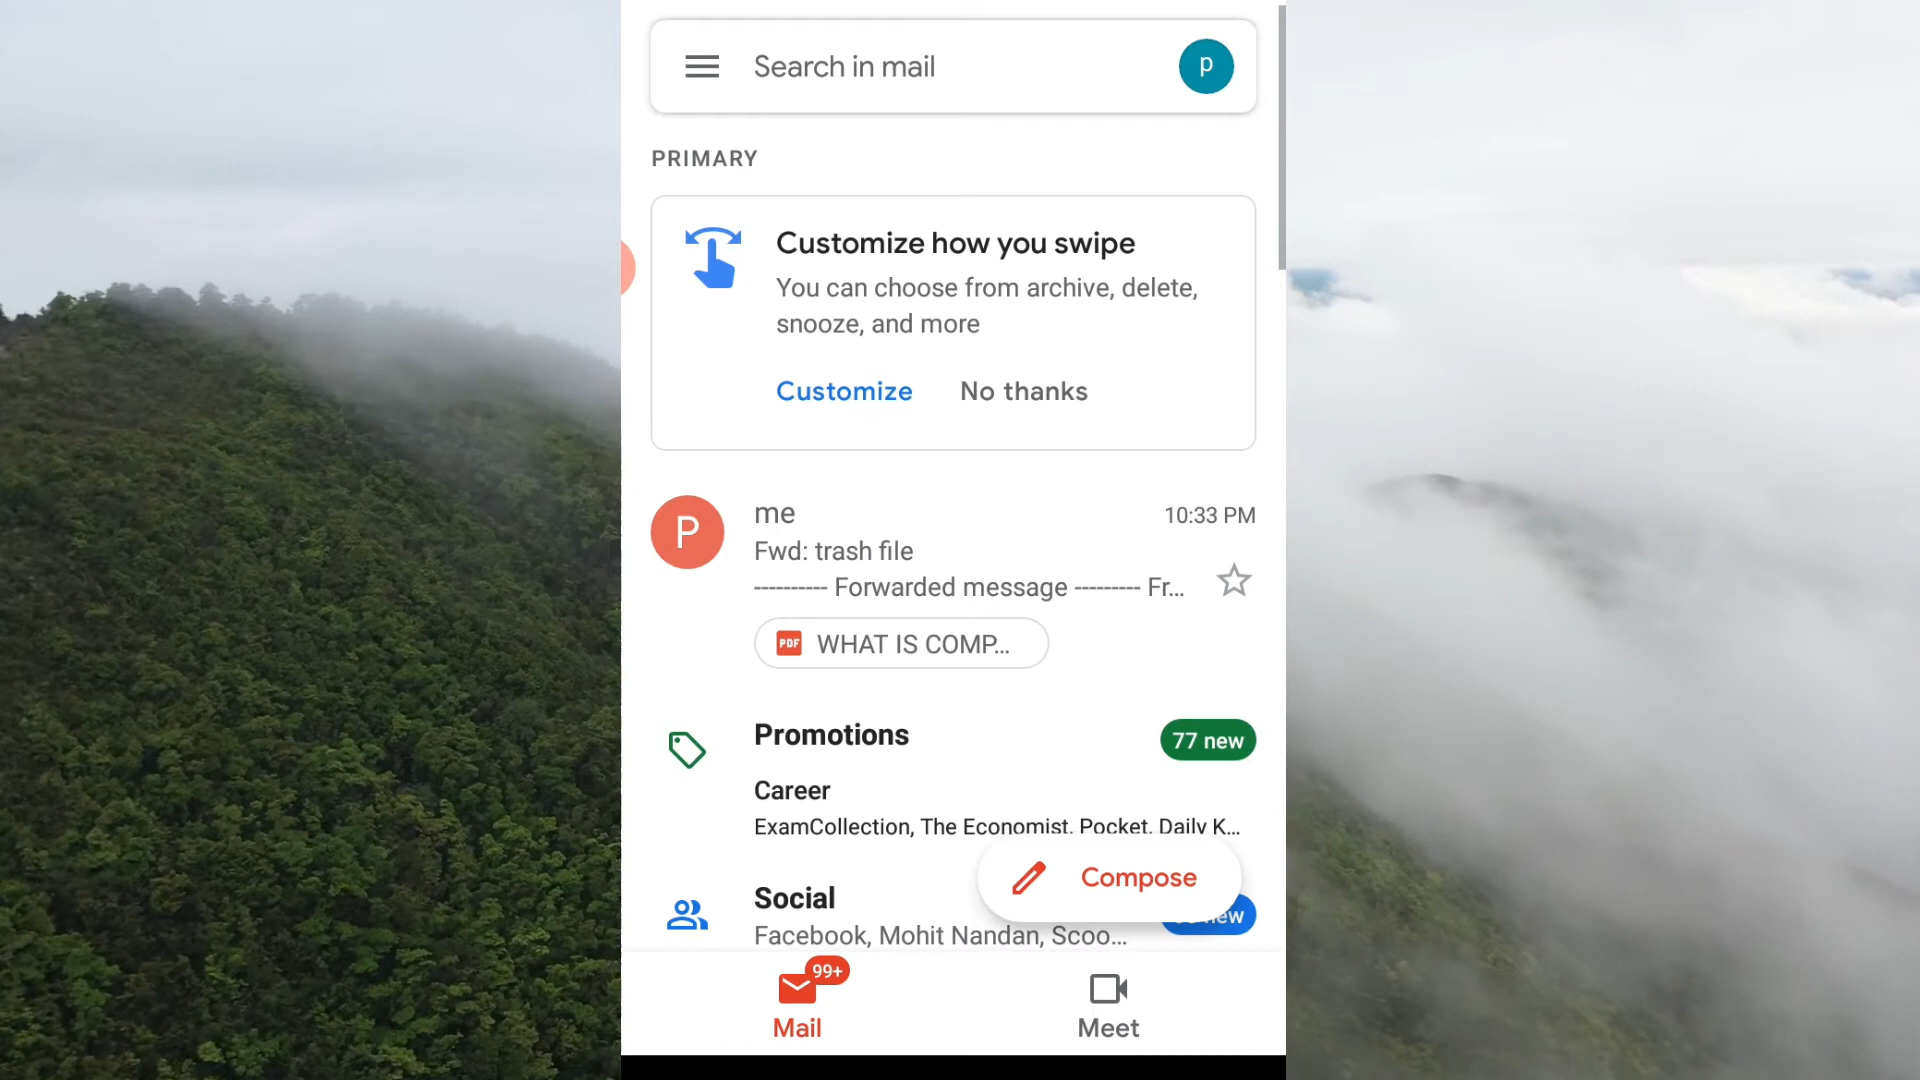 Search in mail
p
PRIMARY
Customize how you swipe
You can choose from archive, delete,
snooze, and more
Customize No thanks
P
me 10:33 PM
Fwd: trash file
---------- Forwarded message --------- Fr...
PDF WHAT IS COMP...
Promotions 77 new
Career
ExamCollection, The Economist, Pocket, Daily K...
Compose
Social new
Facebook, Mohit Nandan, Scoo...
99+
Mail Meet